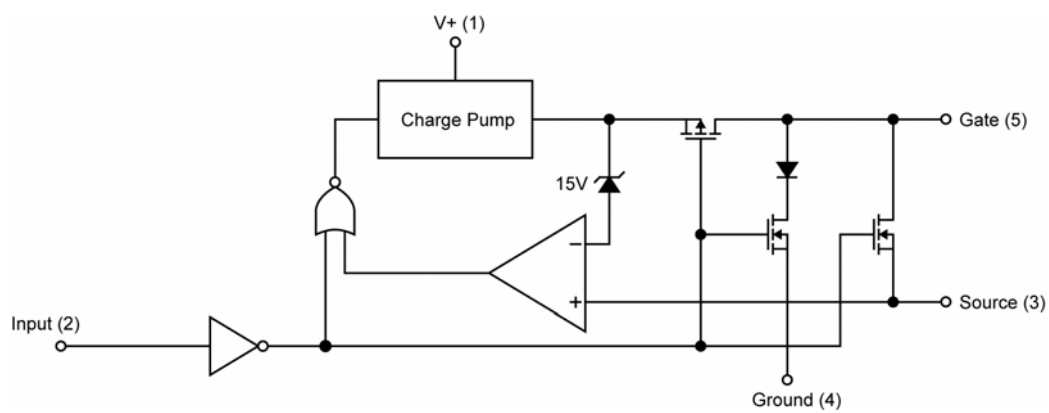 V+ (1)
Charge Pump
Gate (5)
15V
−
+
Source (3)
Input (2)
Ground (4)